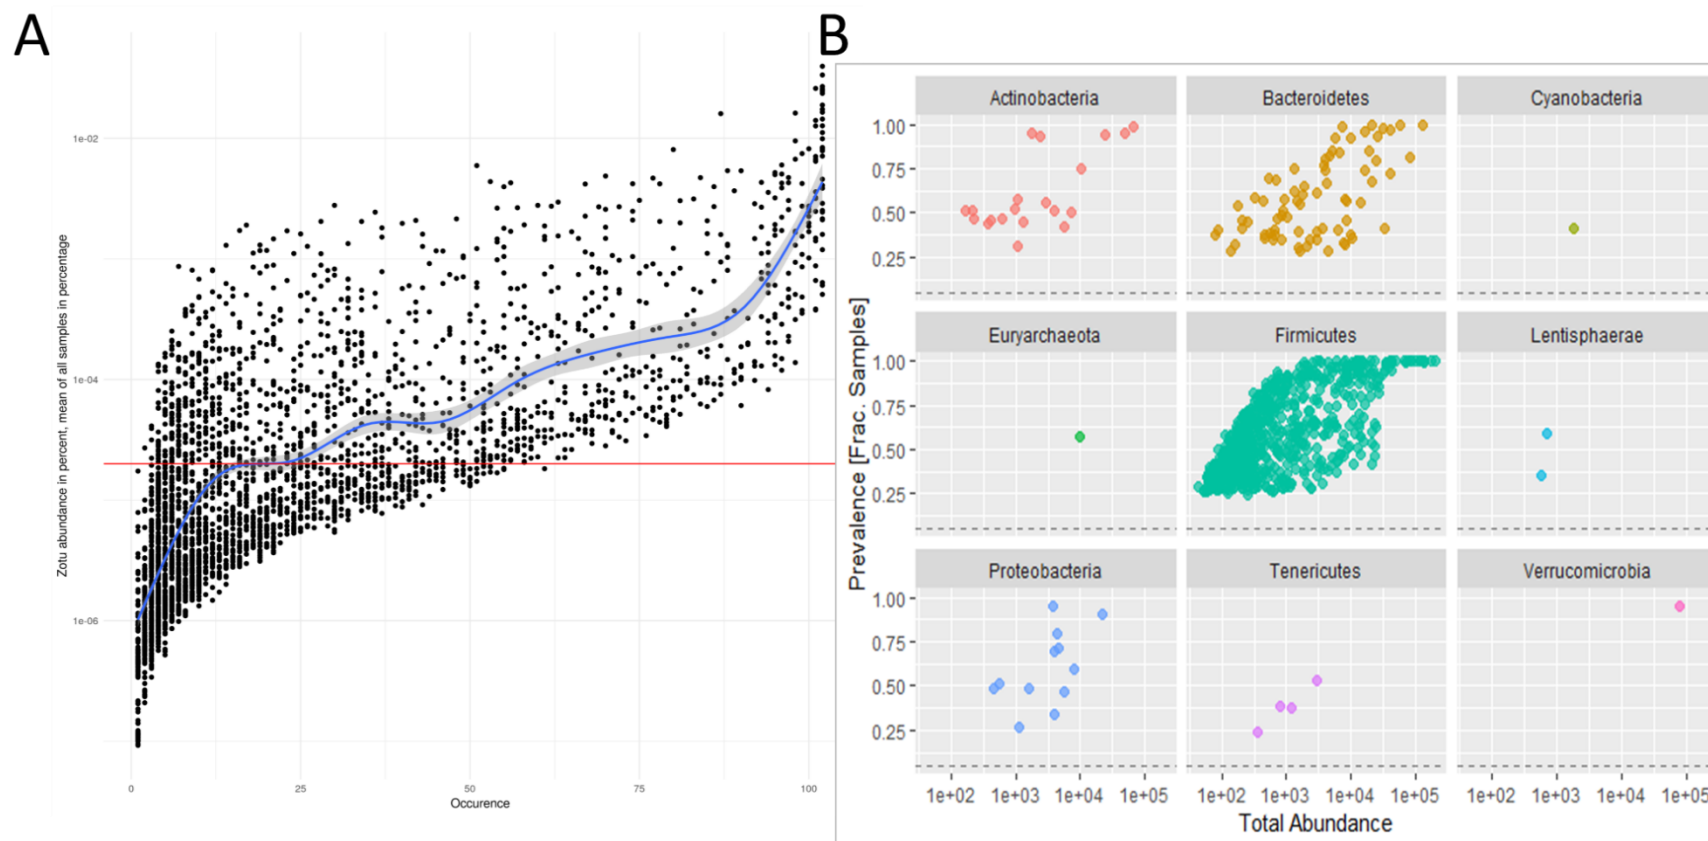 A
B
Zotu abundance in percent, mean of all samples in percentage
1e-02
1e-04
1e-06
0
25
50
75
100
Occurence
Prevalence [Frac. Samples]
Actinobacteria
Bacteroidetes
Cyanobacteria
1.00
0.75
0.50
0.25
Euryarchaeota
Firmicutes
Lentisphaerae
1.00
0.75
0.50
0.25
Proteobacteria
Tenericutes
Verrucomicrobia
1.00
0.75
0.50
0.25
1e+02
1e+03
1e+04
1e+05
1e+02
1e+03
1e+04
1e+05
1e+02
1e+03
1e+04
1e+05
Total Abundance